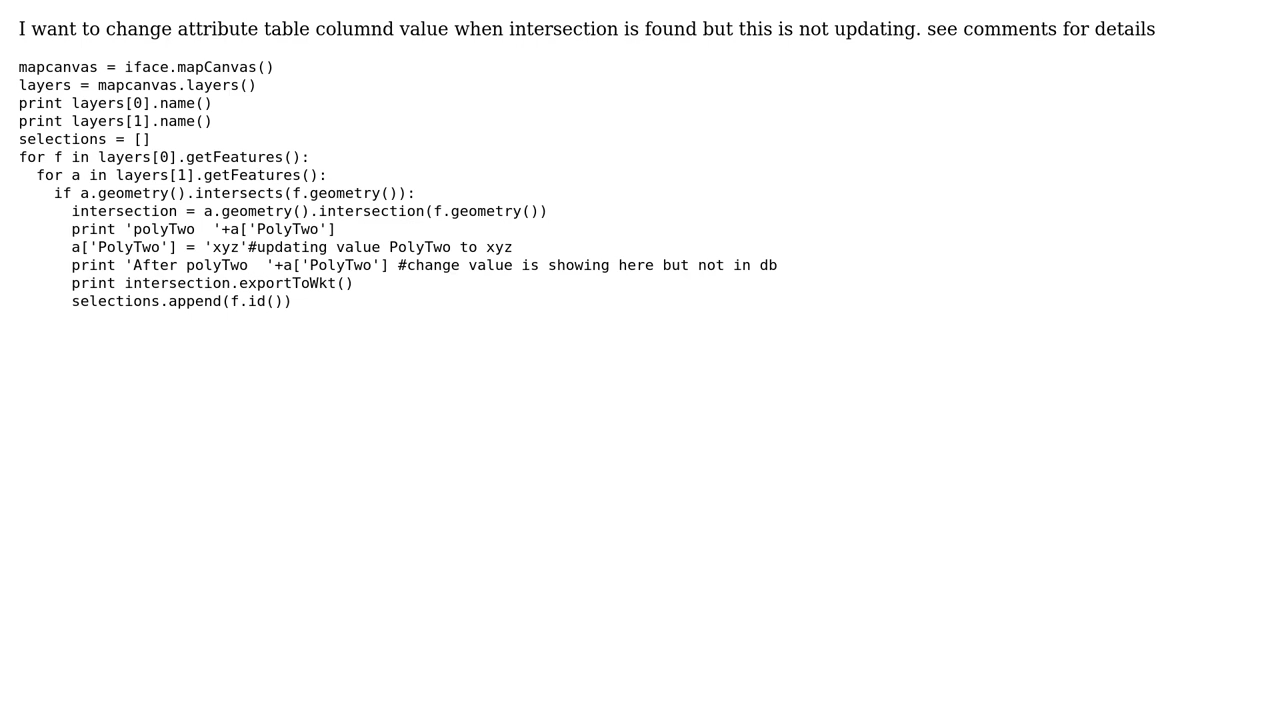 I want to change attribute table columnd value when intersection is found but this is not updating. see comments for details
mapcanvas = iface.mapCanvas()
layers = mapcanvas.layers()
print layers[0].name()
print layers[1].name()
selections = []
for f in layers[0].getFeatures():
  for a in layers[1].getFeatures():
    if a.geometry().intersects(f.geometry()):
      intersection = a.geometry().intersection(f.geometry())
      print 'polyTwo  '+a['PolyTwo']
      a['PolyTwo'] = 'xyz'#updating value PolyTwo to xyz
      print 'After polyTwo  '+a['PolyTwo'] #change value is showing here but not in db
      print intersection.exportToWkt()
      selections.append(f.id())